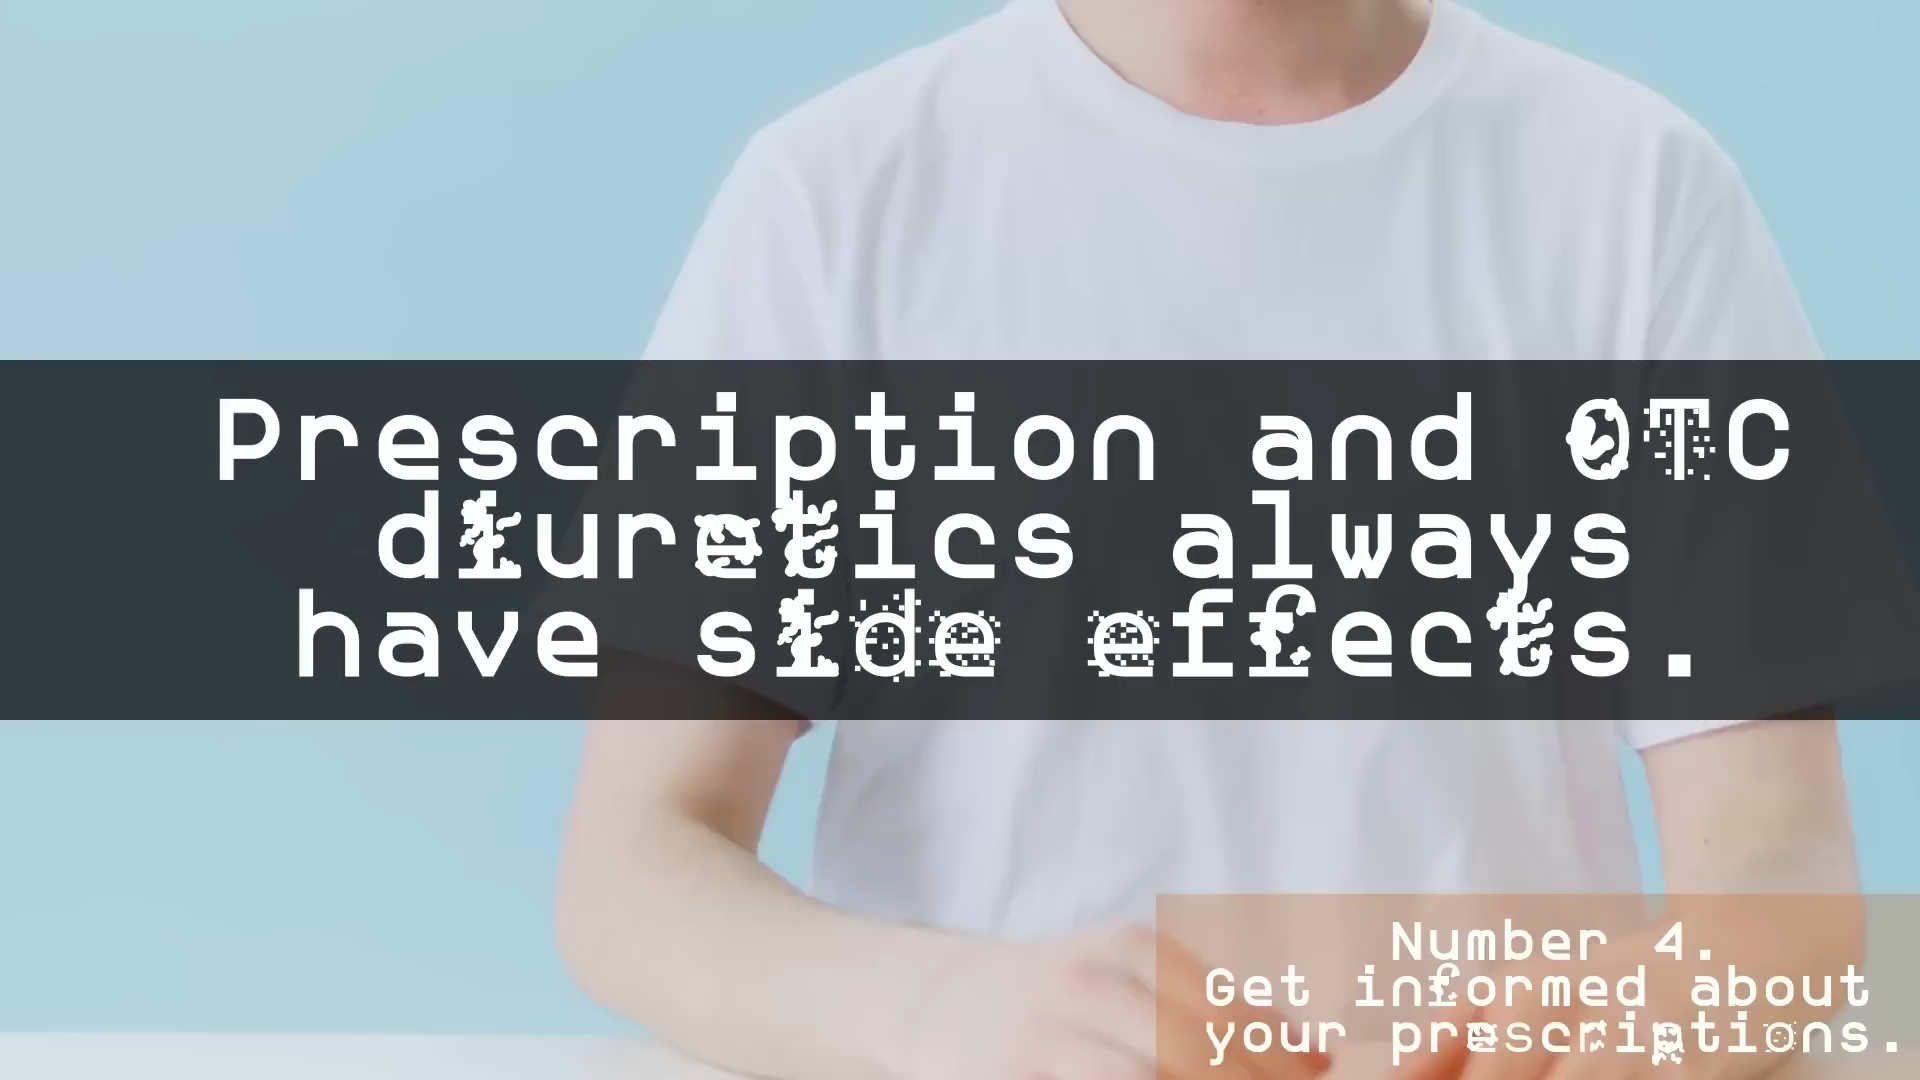 Prescription and OTC
diuretics always
have side effects.
Number 4.
Get informed about
your prescriptions.